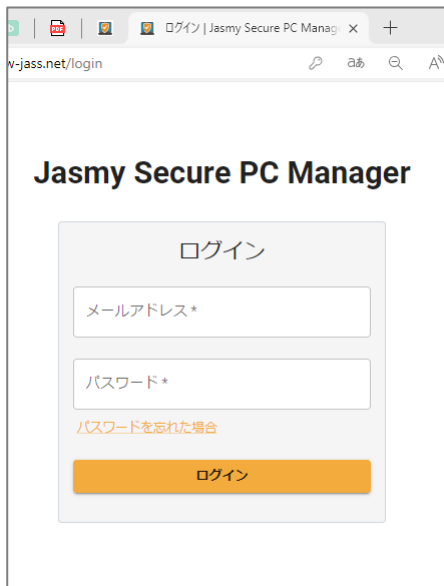 PDF
ログイン | Jasmy Secure PC Manag
w-jass.net/login
aあ
A
Jasmy Secure PC Manager
ログイン
メールアドレス *
パスワード *
パスワードを忘れた場合
ログイン